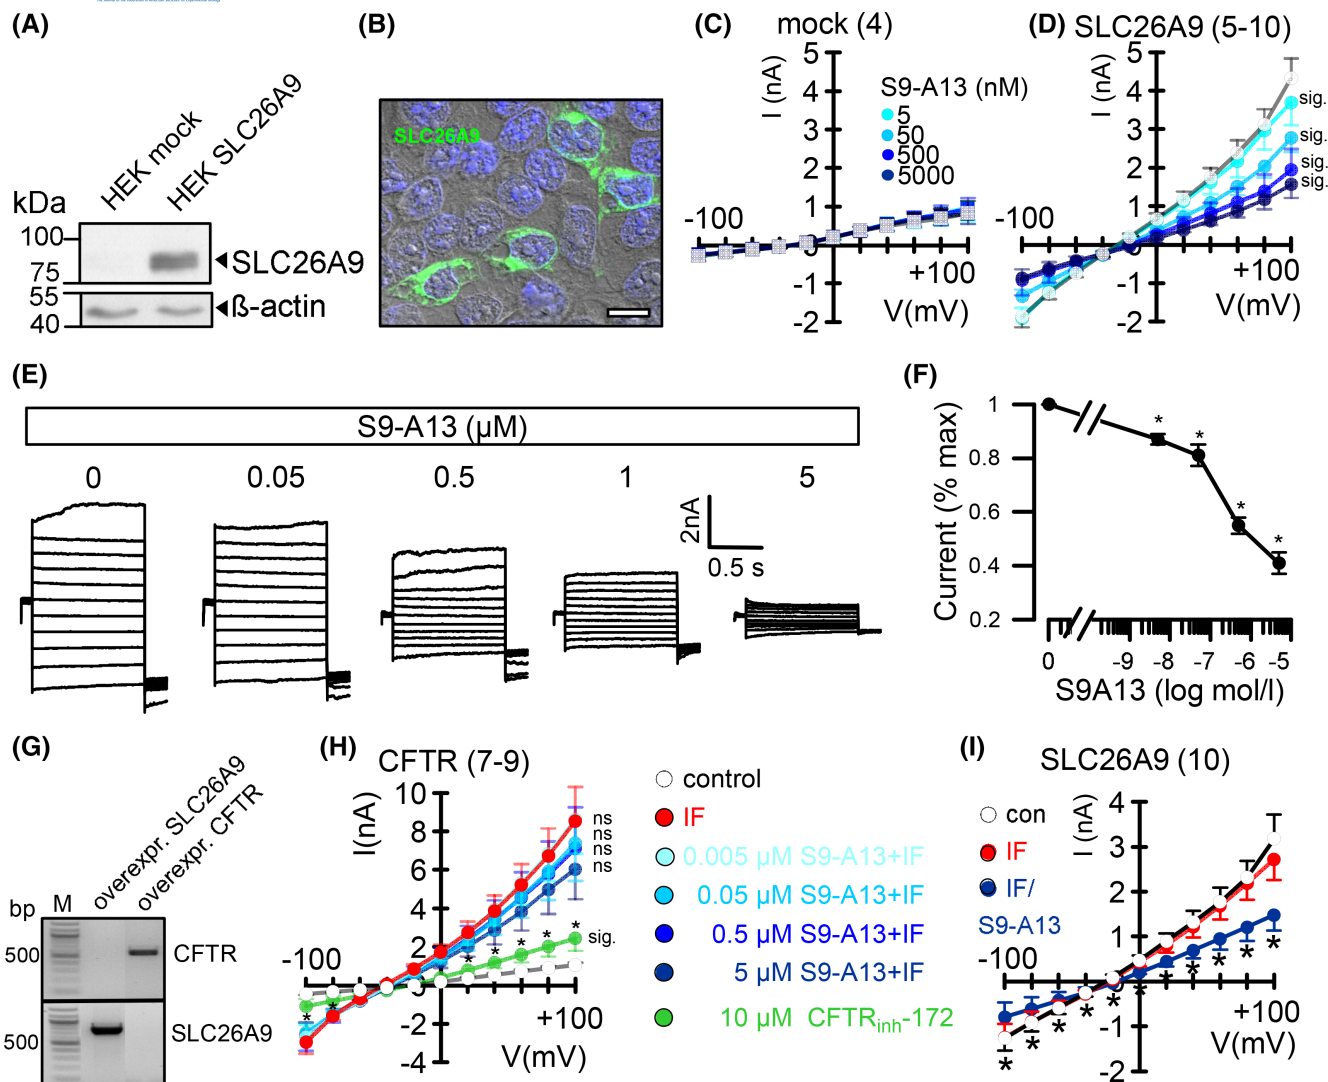 (A)
HEK mock
HEK SLC26A9
kDa
100
75
55
40
SLC26A9
ß-actin
(B)
SLC26A9
(C)
mock (4)
I (nA)
5
4
3
2
1
-1
-2
-100
+100
V(mV)
S9-A13 (nM)
5
50
500
5000
(D)
SLC26A9 (5-10)
I (nA)
5
4
3
2
1
-1
-2
-100
+100
V(mV)
sig.
sig.
sig.
sig.
(E)
S9-A13 (µM)
0 0.05 0.5 1 5
2nA
0.5 s
(F)
Current (% max)
1
0.8
0.6
0.4
0.2
* * * *
0 -9 -8 -7 -6 -5
S9A13 (log mol/l)
(G)
overexpr. SLC26A9
overexpr. CFTR
bp M
500
CFTR
500
SLC26A9
(H)
CFTR (7-9)
I(nA)
10
8
6
4
2
-2
-4
-100
+100
V(mV)
ns
ns
ns
ns
sig.
* * * * * * *
control
IF
0.005 µM S9-A13+IF
0.05 µM S9-A13+IF
0.5 µM S9-A13+IF
5 µM S9-A13+IF
10 µM CFTRinh-172
(I)
SLC26A9 (10)
con
IF
IF/
S9-A13
I (nA)
4
3
2
1
-1
-2
-100
+100
V(mV)
* * * * * * * * * * *